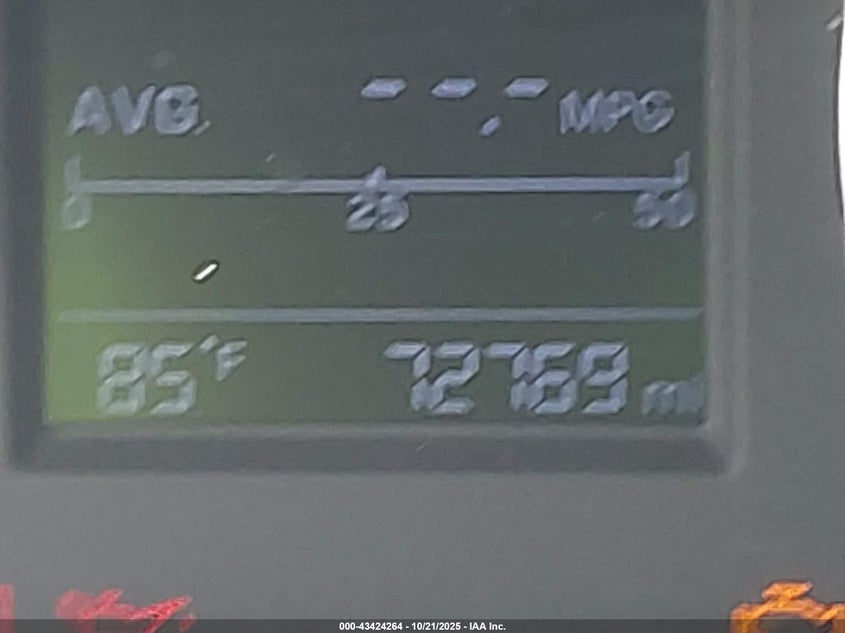 AVG. --.- MPG
0 25 50
85°F 72769 mi
000-43424264 - 10/21/2025 - IAA Inc.